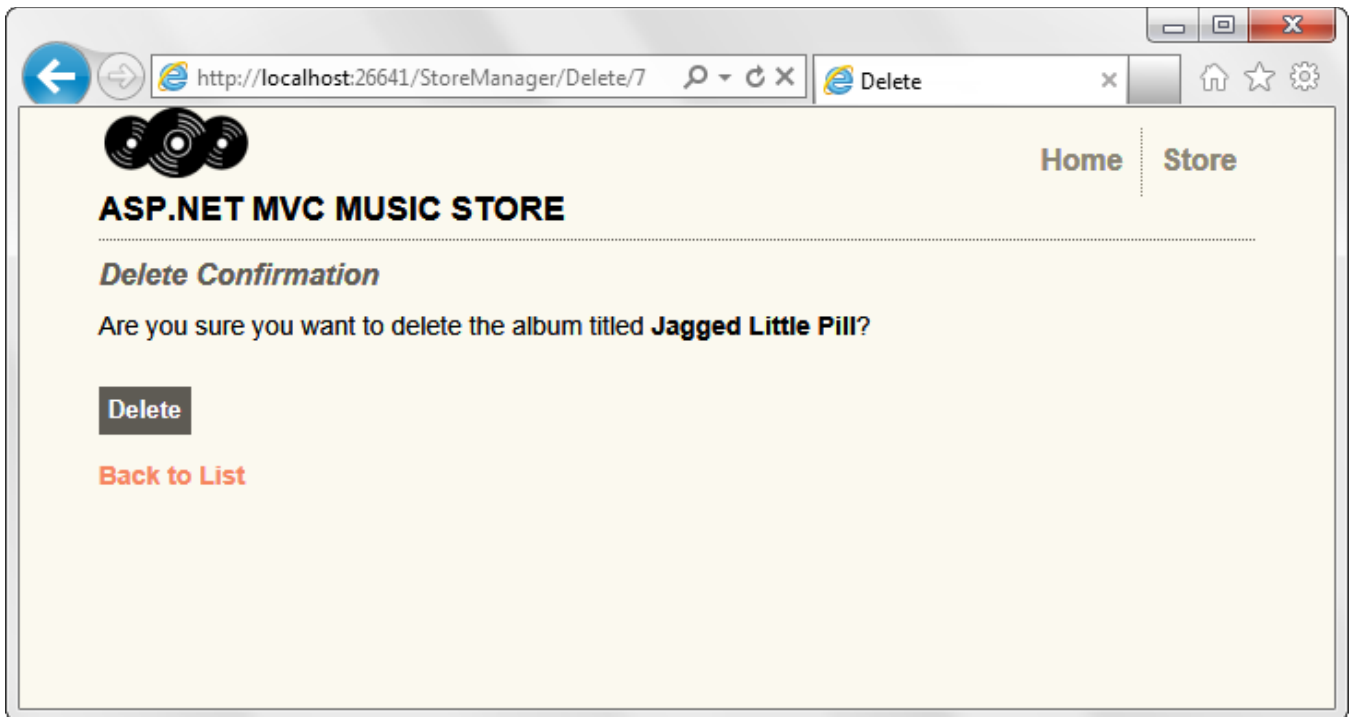 http://localhost:26641/StoreManager/Delete/7
Delete
Home
Store
ASP.NET MVC MUSIC STORE
Delete Confirmation
Are you sure you want to delete the album titled Jagged Little Pill?
Delete
Back to List